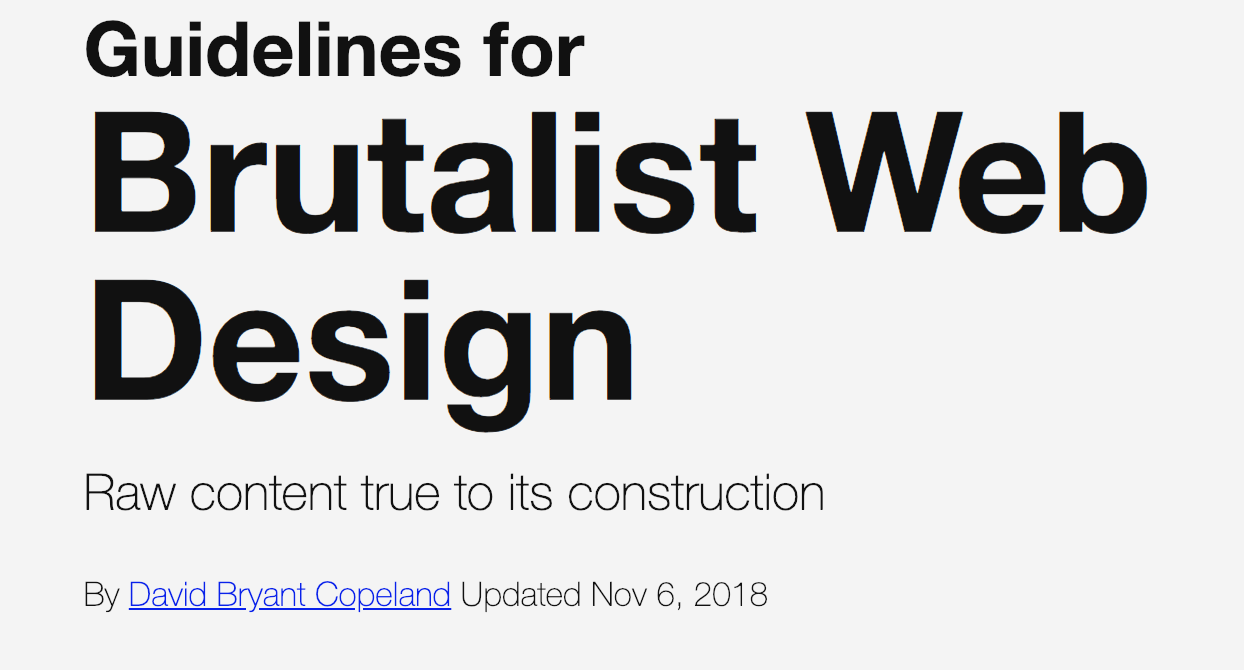 Guidelines for
Brutalist Web
Design
Raw content true to its construction
By David Bryant Copeland Updated Nov 6, 2018